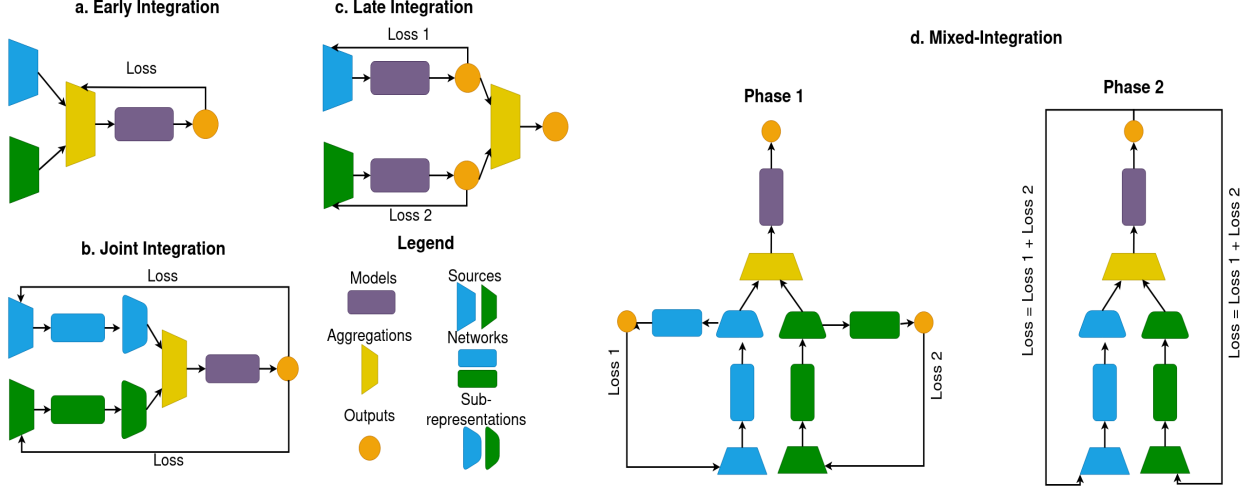 a. Early Integration
Loss
c. Late Integration
Loss 1
Loss 2
b. Joint Integration
Loss
Loss
Legend
Models
Sources
Aggregations
Networks
Outputs
Sub-
representations
d. Mixed-Integration
Phase 1
Loss 1
Loss 2
Phase 2
Loss = Loss 1 + Loss 2
Loss = Loss 1 + Loss 2